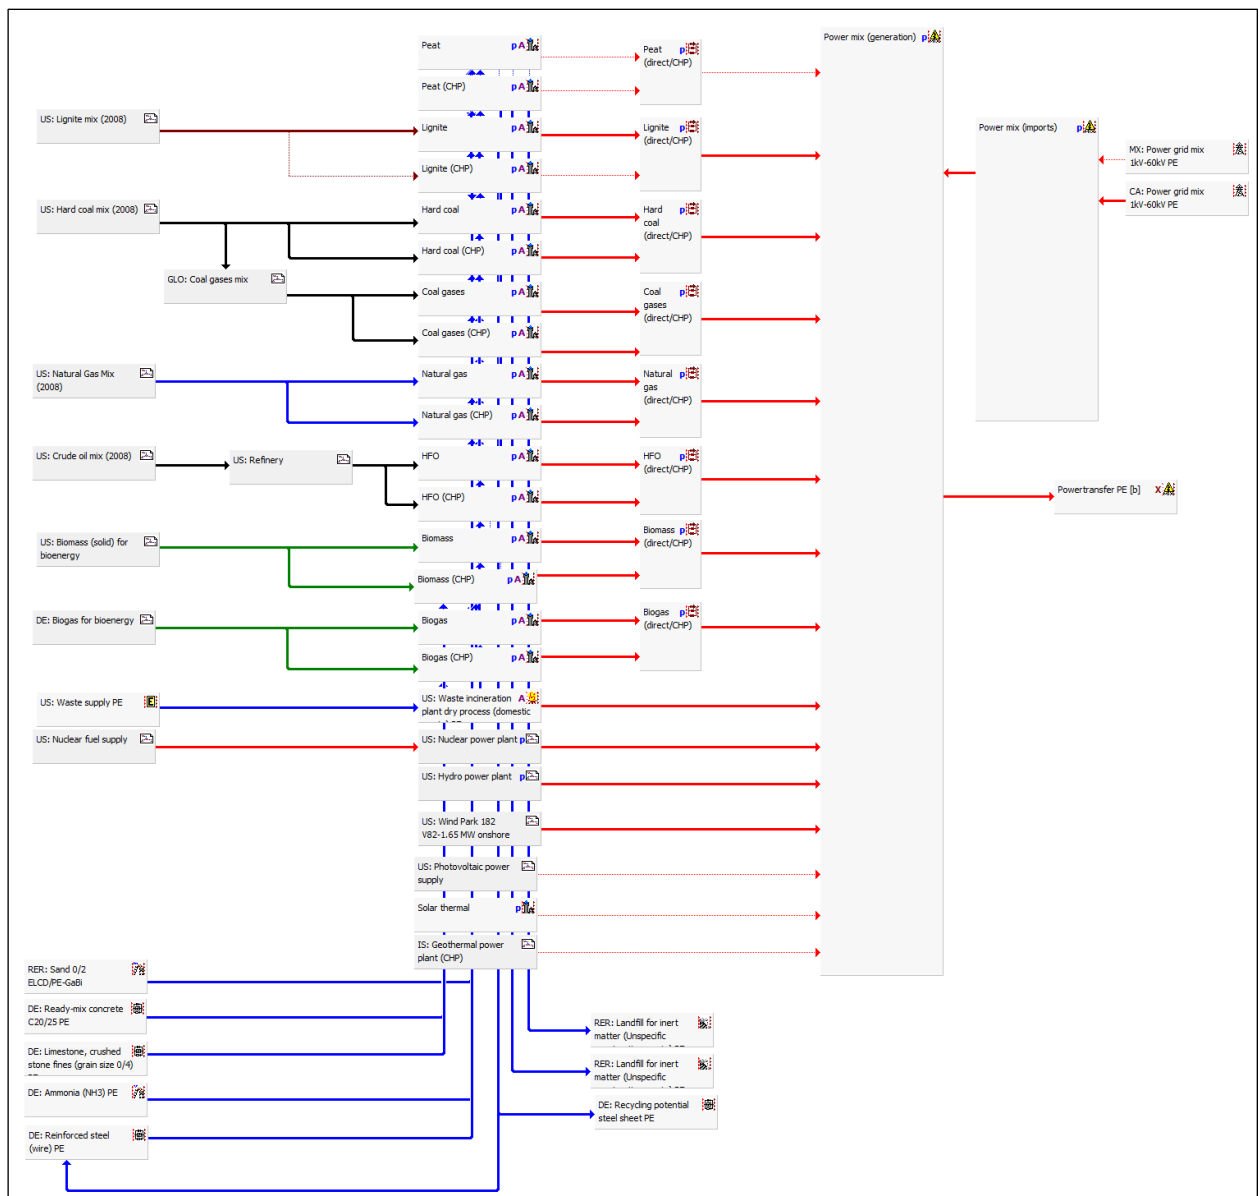 Peat p A
Peat p
(direct/CHP)
Power mix (generation) p
Peat (CHP) p A
US: Lignite mix (2008)
Lignite p A
Lignite p
(direct/CHP)
Power mix (imports) p
MX: Power grid mix
1kV-60kV PE
Lignite (CHP) p A
CA: Power grid mix
1kV-60kV PE
US: Hard coal mix (2008)
Hard coal p A
Hard p
coal
(direct/CHP)
Hard coal (CHP) p A
GLO: Coal gases mix
Coal gases p A
Coal p
gases
(direct/CHP)
Coal gases (CHP) p A
US: Natural Gas Mix
(2008)
Natural gas p A
Natural p
gas
(direct/CHP)
Natural gas (CHP) p A
US: Crude oil mix (2008)
US: Refinery
HFO p A
HFO p
(direct/CHP)
HFO (CHP) p A
Powertransfer PE [b] X
US: Biomass (solid) for
bioenergy
Biomass p A
Biomass p
(direct/CHP)
Biomass (CHP) p A
DE: Biogas for bioenergy
Biogas p A
Biogas p
(direct/CHP)
Biogas (CHP) p A
US: Waste supply PE E
US: Waste incineration A
plant dry process (domestic
US: Nuclear fuel supply
US: Nuclear power plant p
US: Hydro power plant p
US: Wind Park 182
V82-1.65 MW onshore
US: Photovoltaic power
supply
Solar thermal p
IS: Geothermal power
plant (CHP)
RER: Sand 0/2
ELCD/PE-GaBi
DE: Ready-mix concrete
C20/25 PE
DE: Limestone, crushed
stone fines (grain size 0/4)
DE: Ammonia (NH3) PE
DE: Reinforced steel
(wire) PE
RER: Landfill for inert
matter (Unspecific
RER: Landfill for inert
matter (Unspecific
DE: Recycling potential
steel sheet PE